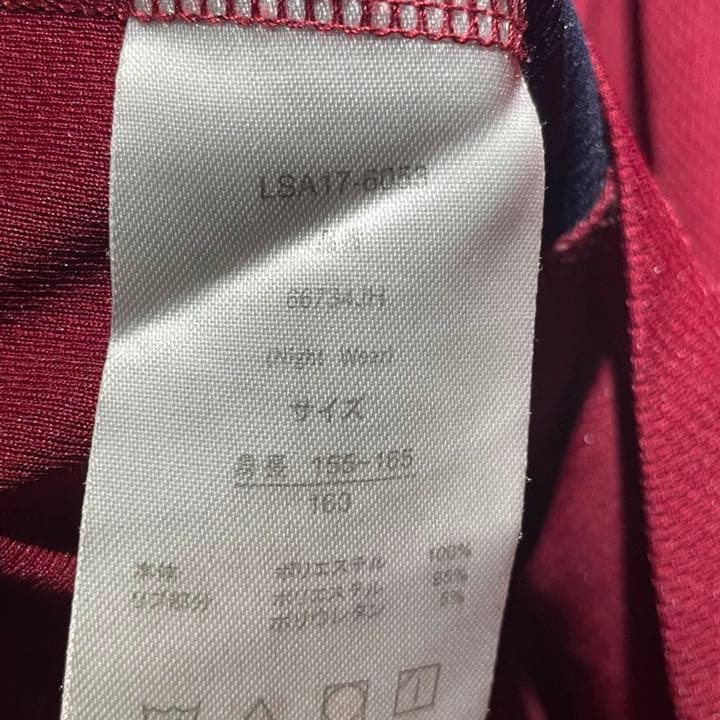 LSA17-6053
66734JH
(Night Wear)
サイズ
身長 155~165
160
本体 ポリエステル 100%
リブ部分 ポリエステル 95%
ポリウレタン 5%